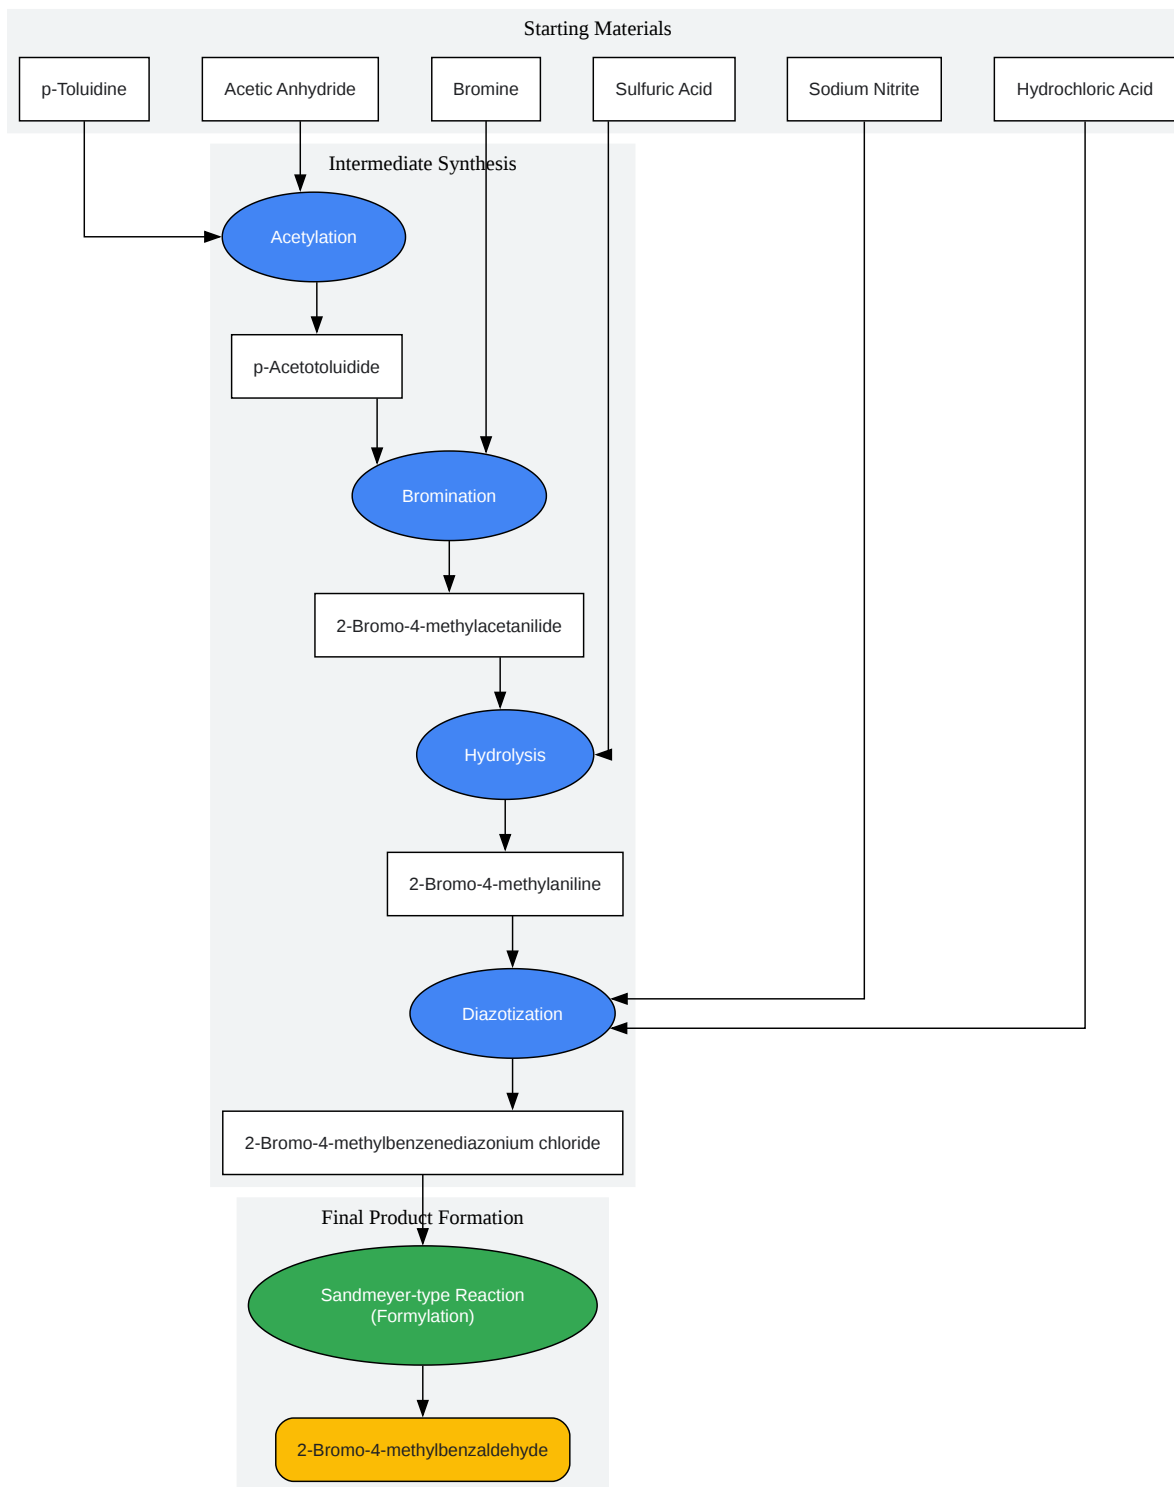 Starting Materials
p-Toluidine
Acetic Anhydride
Bromine
Sulfuric Acid
Sodium Nitrite
Hydrochloric Acid
Intermediate Synthesis
Acetylation
p-Acetotoluidide
Bromination
2-Bromo-4-methylacetanilide
Hydrolysis
2-Bromo-4-methylaniline
Diazotization
2-Bromo-4-methylbenzenediazonium chloride
Final Product Formation
Sandmeyer-type Reaction
(Formylation)
2-Bromo-4-methylbenzaldehyde